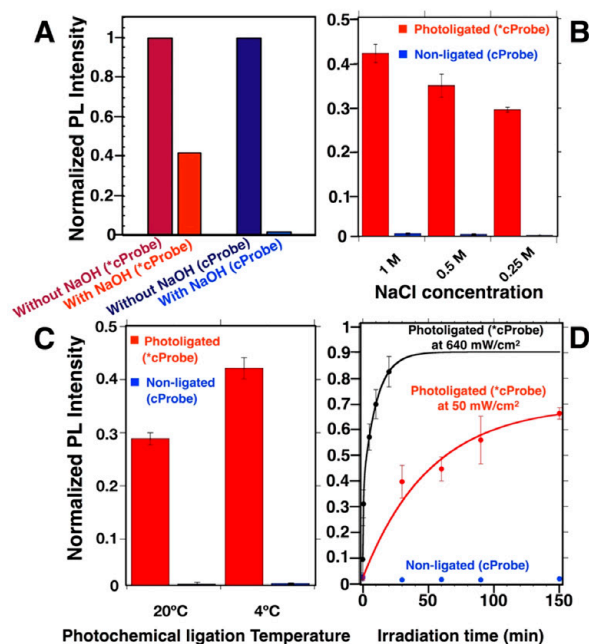 A
Normalized PL Intensity
1
0.8
0.6
0.4
0.2
0
Without NaOH (*cProbe)
With NaOH (*cProbe)
Without NaOH (cProbe)
With NaOH (cProbe)
B
Photoligated (*cProbe)
Non-ligated (cProbe)
0.5
0.4
0.3
0.2
0.1
0
1 M
0.5 M
0.25 M
NaCl concentration
C
Normalized PL Intensity
Photoligated
(*cProbe)
Non-ligated
(cProbe)
0.5
0.4
0.3
0.2
0.1
0
20ºC
4ºC
Photochemical ligation Temperature
D
Photoligated (*cProbe)
at 640 mW/cm²
Photoligated (*cProbe)
at 50 mW/cm²
Non-ligated (cProbe)
1
0.9
0.8
0.7
0.6
0.5
0.4
0.3
0.2
0.1
0
0
50
100
150
Irradiation time (min)